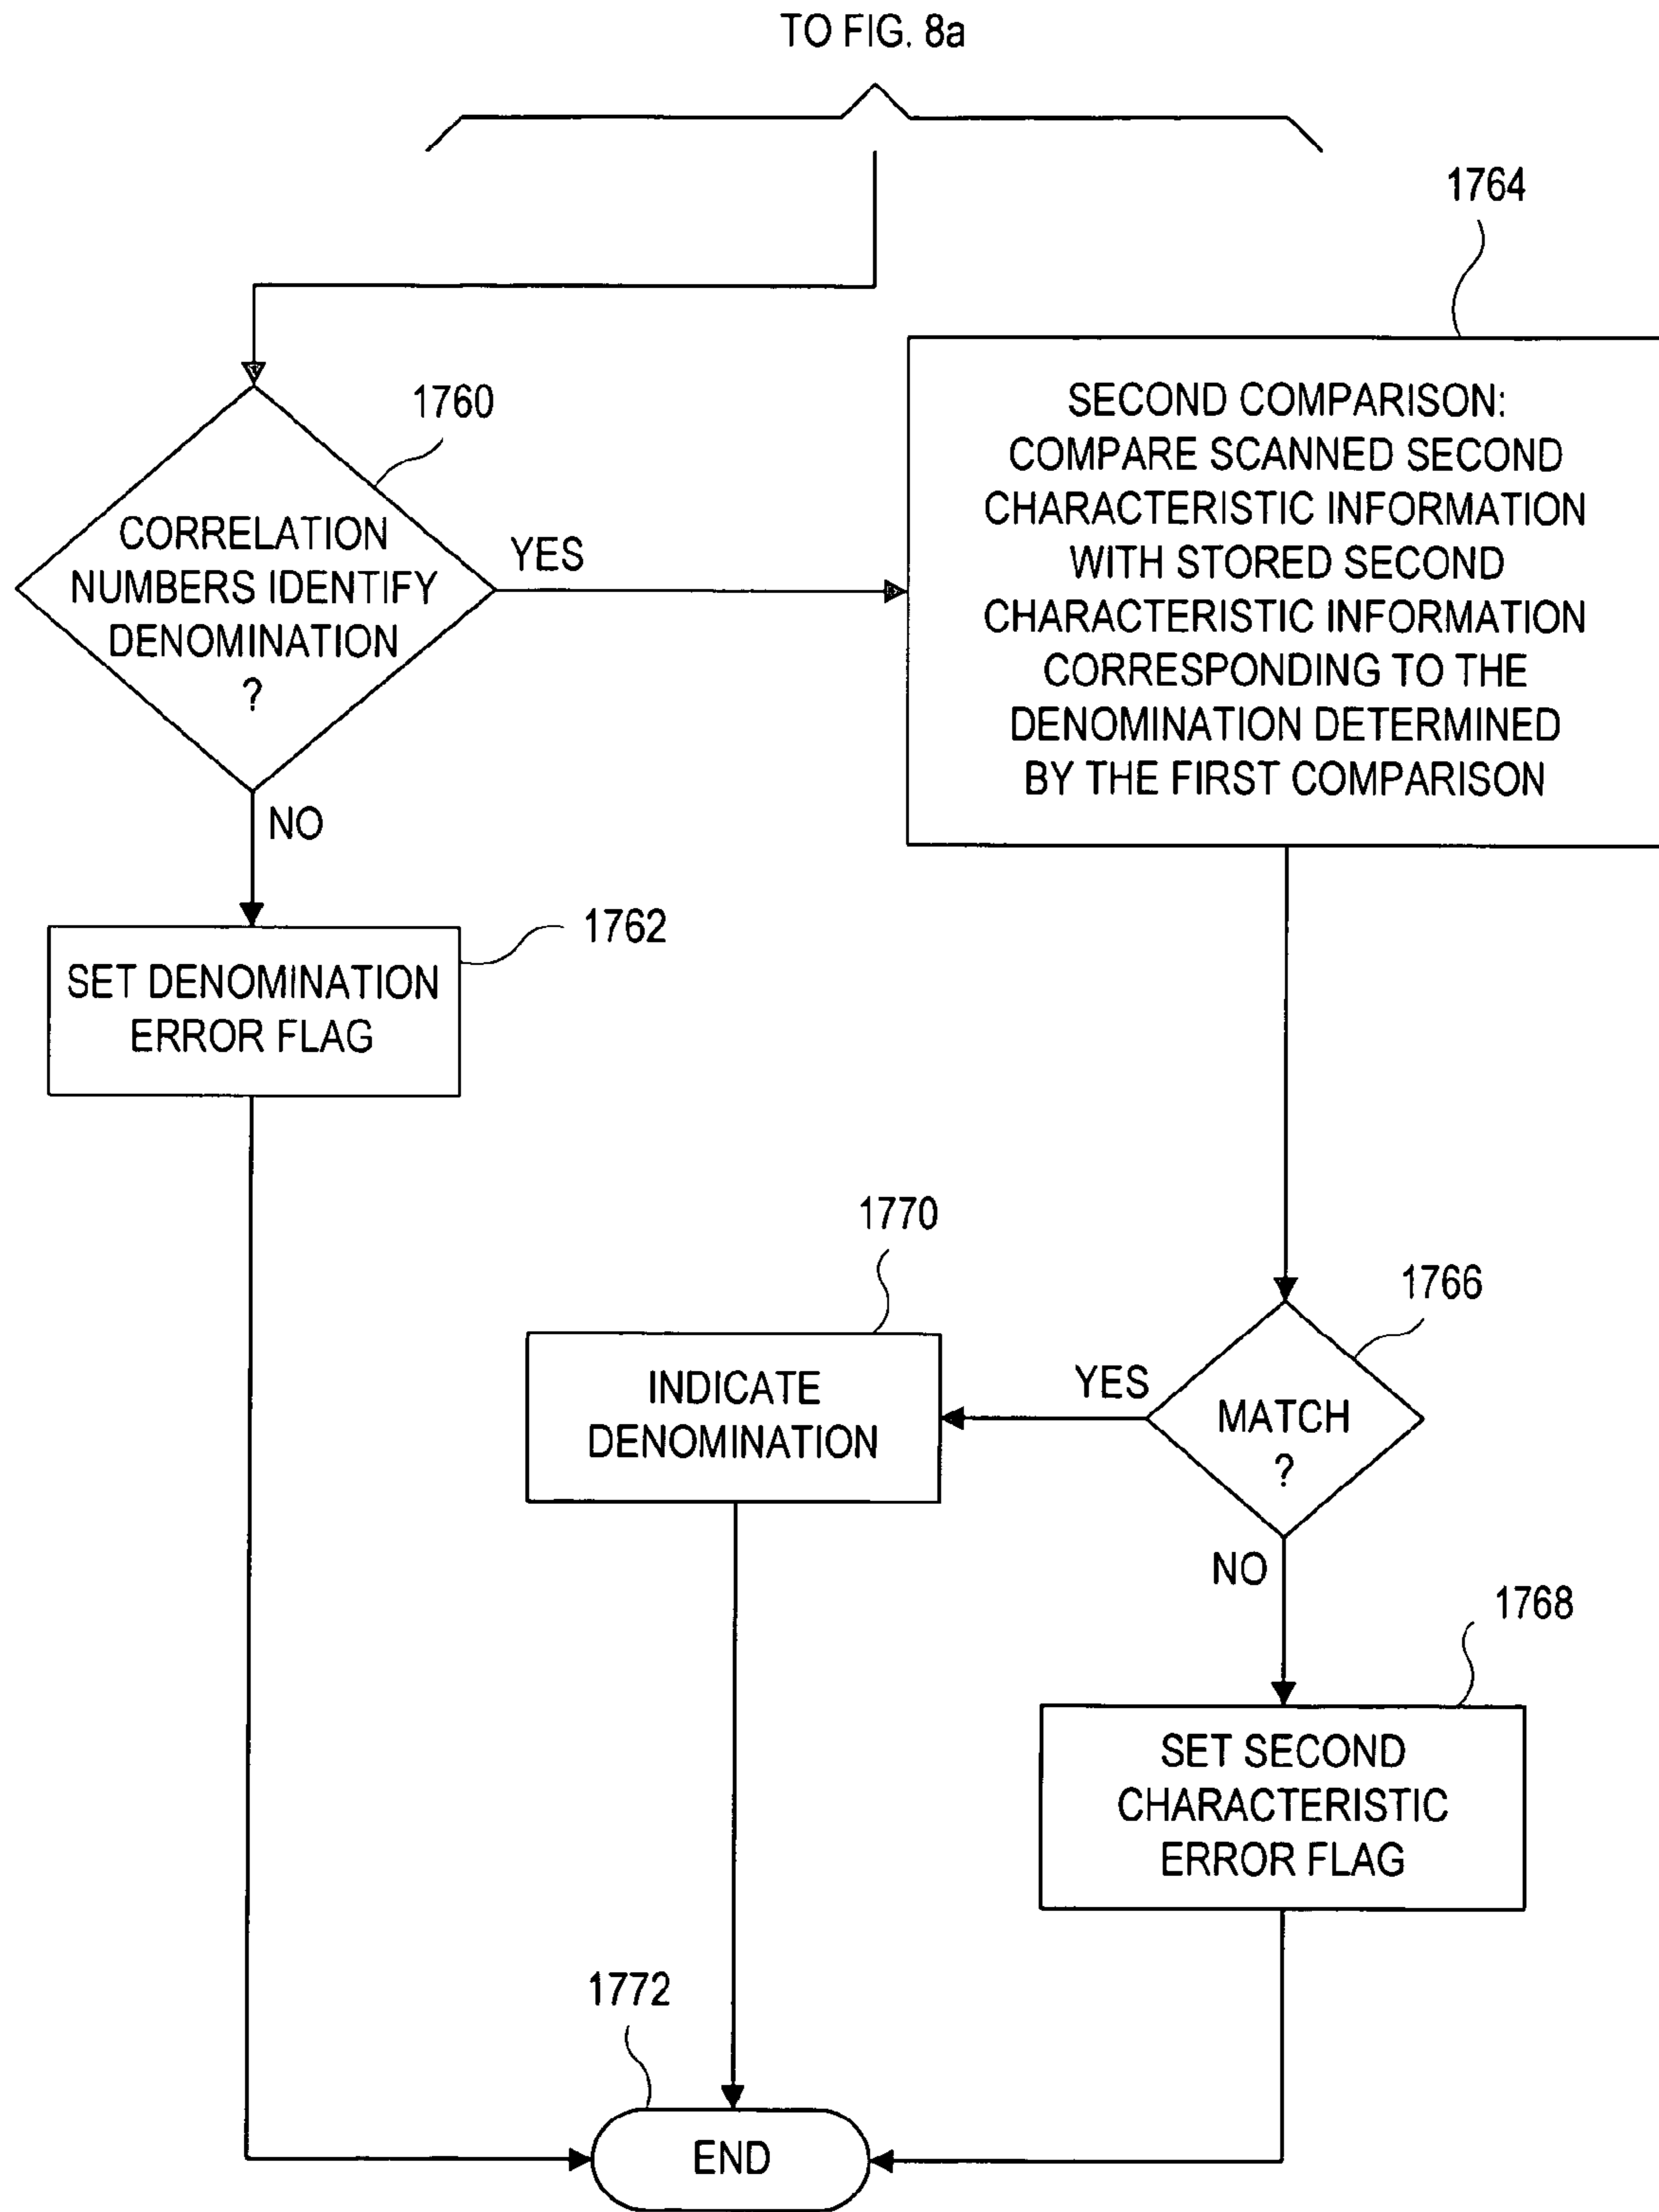 TO FIG. 8a
1764
1760
CORRELATION
NUMBERS IDENTIFY
DENOMINATION
?
YES
SECOND COMPARISON:
COMPARE SCANNED SECOND
CHARACTERISTIC INFORMATION
WITH STORED SECOND
CHARACTERISTIC INFORMATION
CORRESPONDING TO THE
DENOMINATION DETERMINED
BY THE FIRST COMPARISON
NO
1762
SET DENOMINATION
ERROR FLAG
1770
1766
INDICATE
DENOMINATION
YES
MATCH
?
NO
1768
SET SECOND
CHARACTERISTIC
ERROR FLAG
1772
END